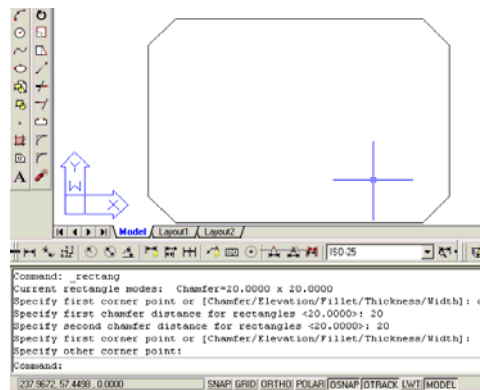 A
Y
W
X
Model / Layout1 / Layout2 /
ISO-25
Command: _rectang
Current rectangle modes: Chamfer=20.0000 x 20.0000
Specify first corner point or [Chamfer/Elevation/Fillet/Thickness/Width]: c
Specify first chamfer distance for rectangles <20.0000>: 20
Specify second chamfer distance for rectangles <20.0000>: 20
Specify first corner point or [Chamfer/Elevation/Fillet/Thickness/Width]:
Specify other corner point:
Command:
237.9672, 57.4498 , 0.0000 SNAP GRID ORTHO POLAR OSNAP OTRACK LWT MODEL